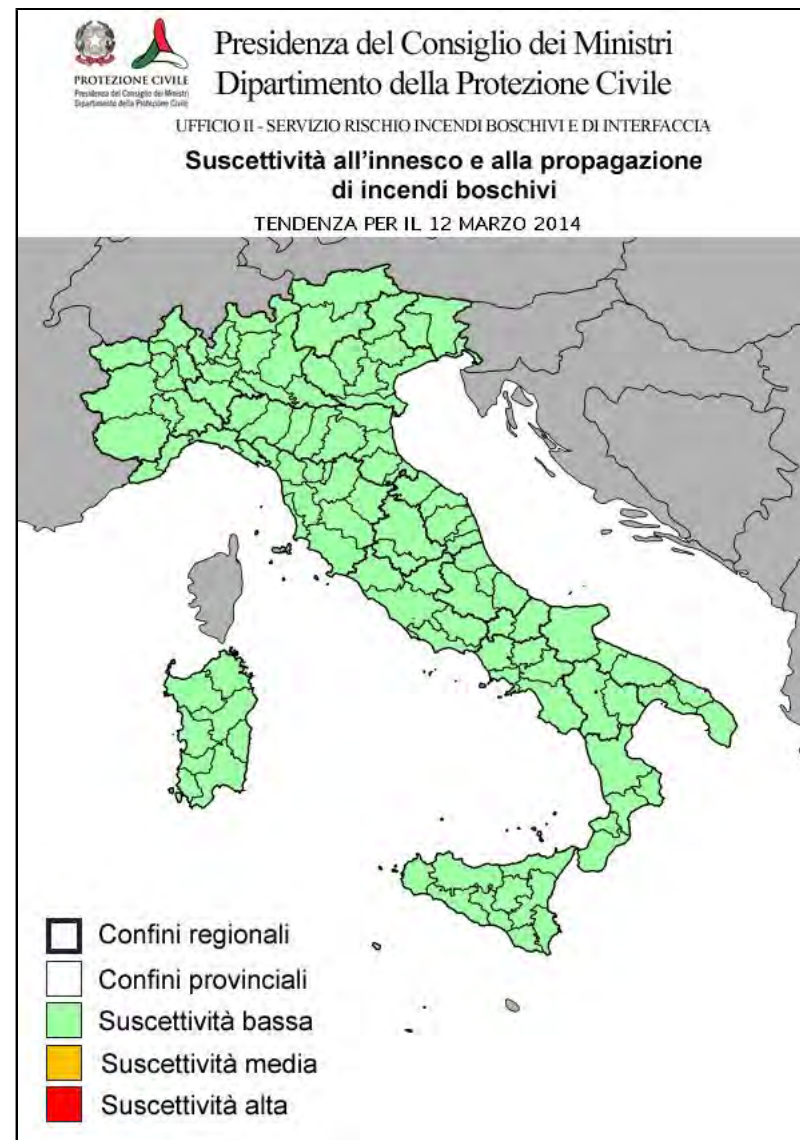 PROTEZIONE CIVILE
Presidenza del Consiglio dei Ministri
Dipartimento della Protezione Civile
Presidenza del Consiglio dei Ministri
Dipartimento della Protezione Civile
UFFICIO II - SERVIZIO RISCHIO INCENDI BOSCHIVI E DI INTERFACCIA
Suscettività all'innesco e alla propagazione
di incendi boschivi
TENDENZA PER IL 12 MARZO 2014
Confini regionali
Confini provinciali
Suscettività bassa
Suscettività media
Suscettività alta